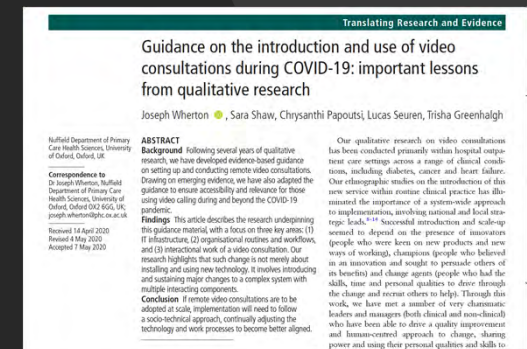 Translating Research and Evidence
Guidance on the introduction and use of video
consultations during COVID-19: important lessons
from qualitative research
Joseph Wherton, Sara Shaw, Chrysanthi Papoutsi, Lucas Seuren, Trisha Greenhalgh
Nuffield Department of Primary
Care Health Sciences, University
of Oxford, Oxford, UK
Correspondence to
Dr Joseph Wherton, Nuffield
Department of Primary Care
Health Sciences, University of
Oxford, Oxford OX2 6GG, UK;
joseph.wherton@phc.ox.ac.uk
Received 14 April 2020
Revised 4 May 2020
Accepted 7 May 2020
ABSTRACT
Background Following several years of qualitative
research, we have developed evidence-based guidance
on setting up and conducting remote video consultations.
Drawing on emerging evidence, we have also adapted the
guidance to ensure accessibility and relevance for those
using video calling during and beyond the COVID-19
pandemic.
Findings This article describes the research underpinning
this guidance material, with a focus on three key areas: (1)
IT infrastructure, (2) organisational routines and workflows,
and (3) interactional work of a video consultation. Our
research highlights that such change is not merely about
installing and using new technology. It involves introducing
and sustaining major changes to a complex system with
multiple interacting components.
Conclusion If remote video consultations are to be
adopted at scale, implementation will need to follow
a socio-technical approach, continually adjusting the
technology and work processes to become better aligned.
Our qualitative research on video consultations
has been conducted primarily within hospital outpa-
tient care settings across a range of clinical condi-
tions, including diabetes, cancer and heart failure.
Our ethnographic studies on the introduction of this
new service within routine clinical practice has illu-
minated the importance of a system-wide approach
to implementation, involving national and local stra-
tegic leads. Successful introduction and scale-up
seemed to depend on the presence of innovators
(people who were keen on new products and new
ways of working), champions (people who believed
in an innovation and sought to persuade others of
its benefits) and change agents (people who had the
skills, time and personal qualities to drive through
the change and recruit others to help). Through this
work, we have met a number of very charismatic
leaders and managers (both clinical and non-clinical)
who have been able to drive a quality improvement
and human-centred approach to change, sharing
power and using their personal qualities and skills to